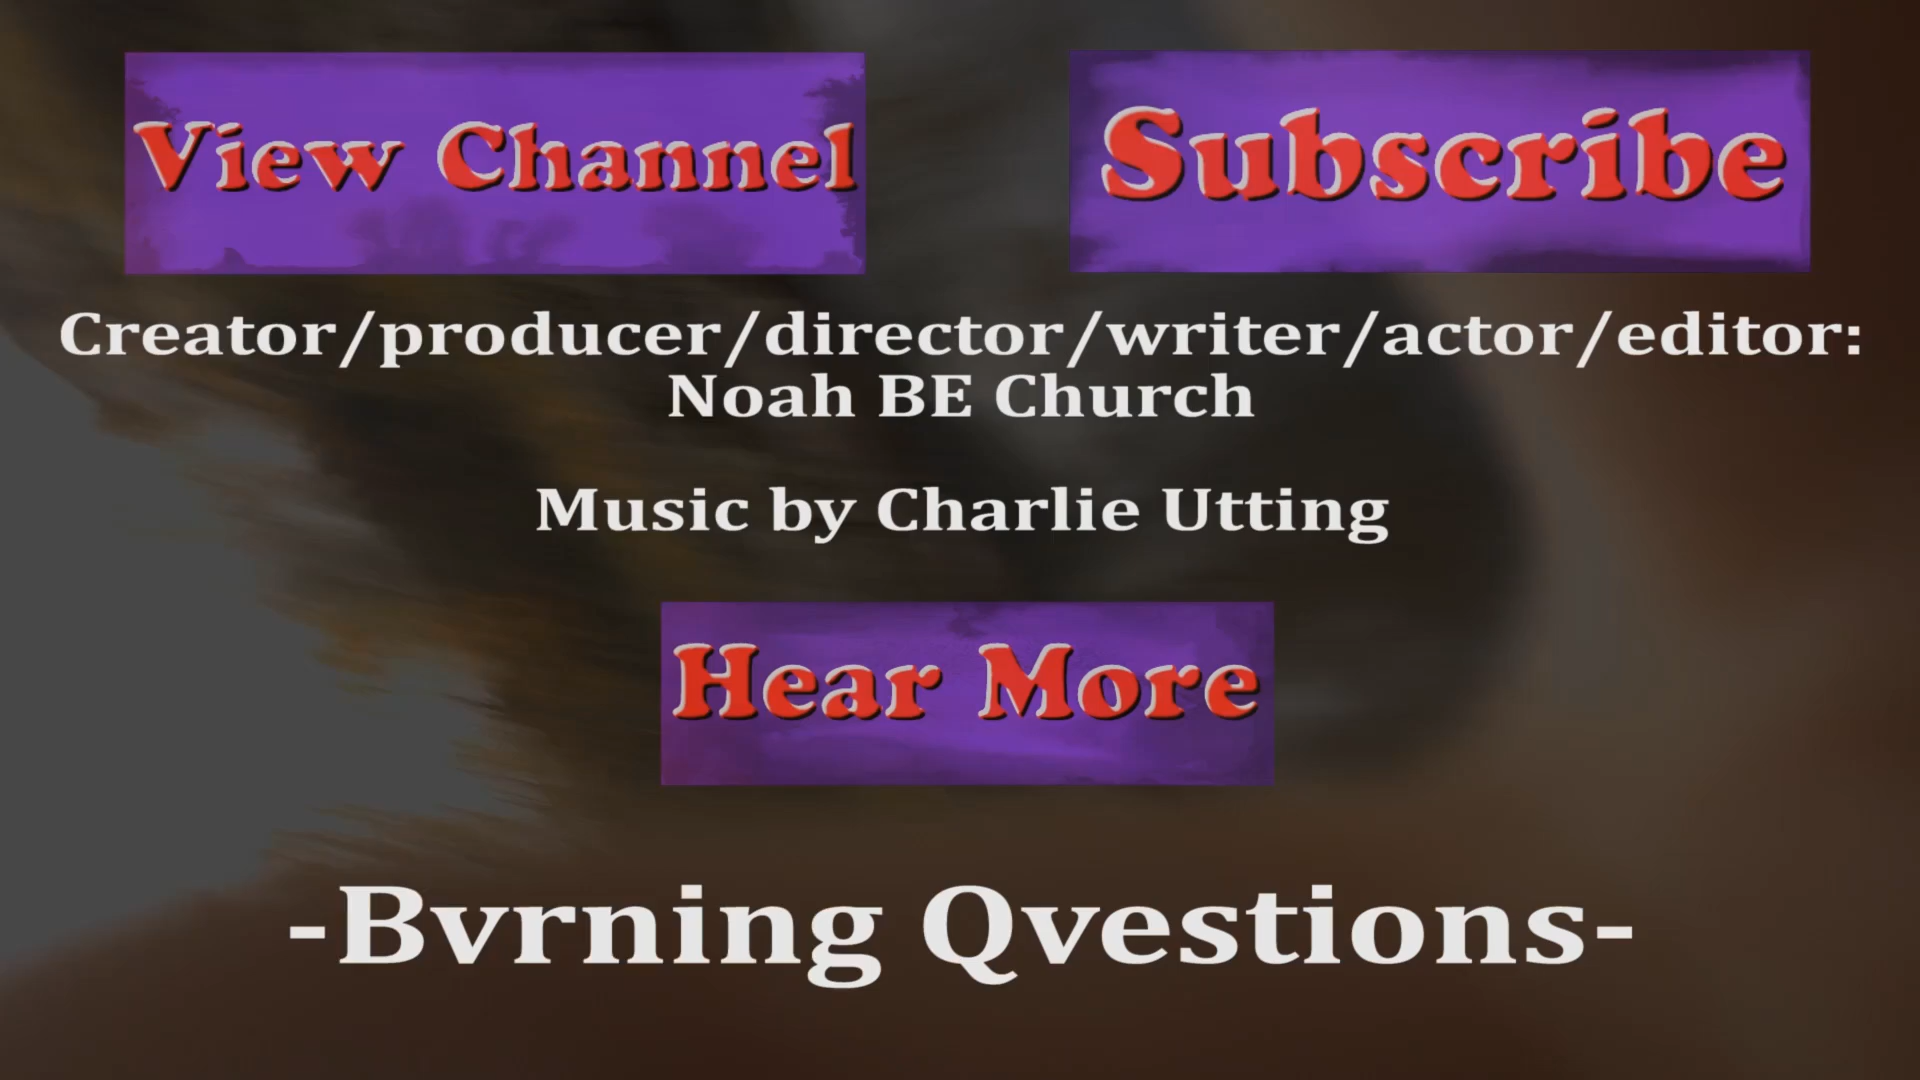 View Channel
Subscribe
Creator/producer/director/writer/actor/editor:
Noah BE Church
Music by Charlie Utting
Hear More
-Bvrning Qvestions-